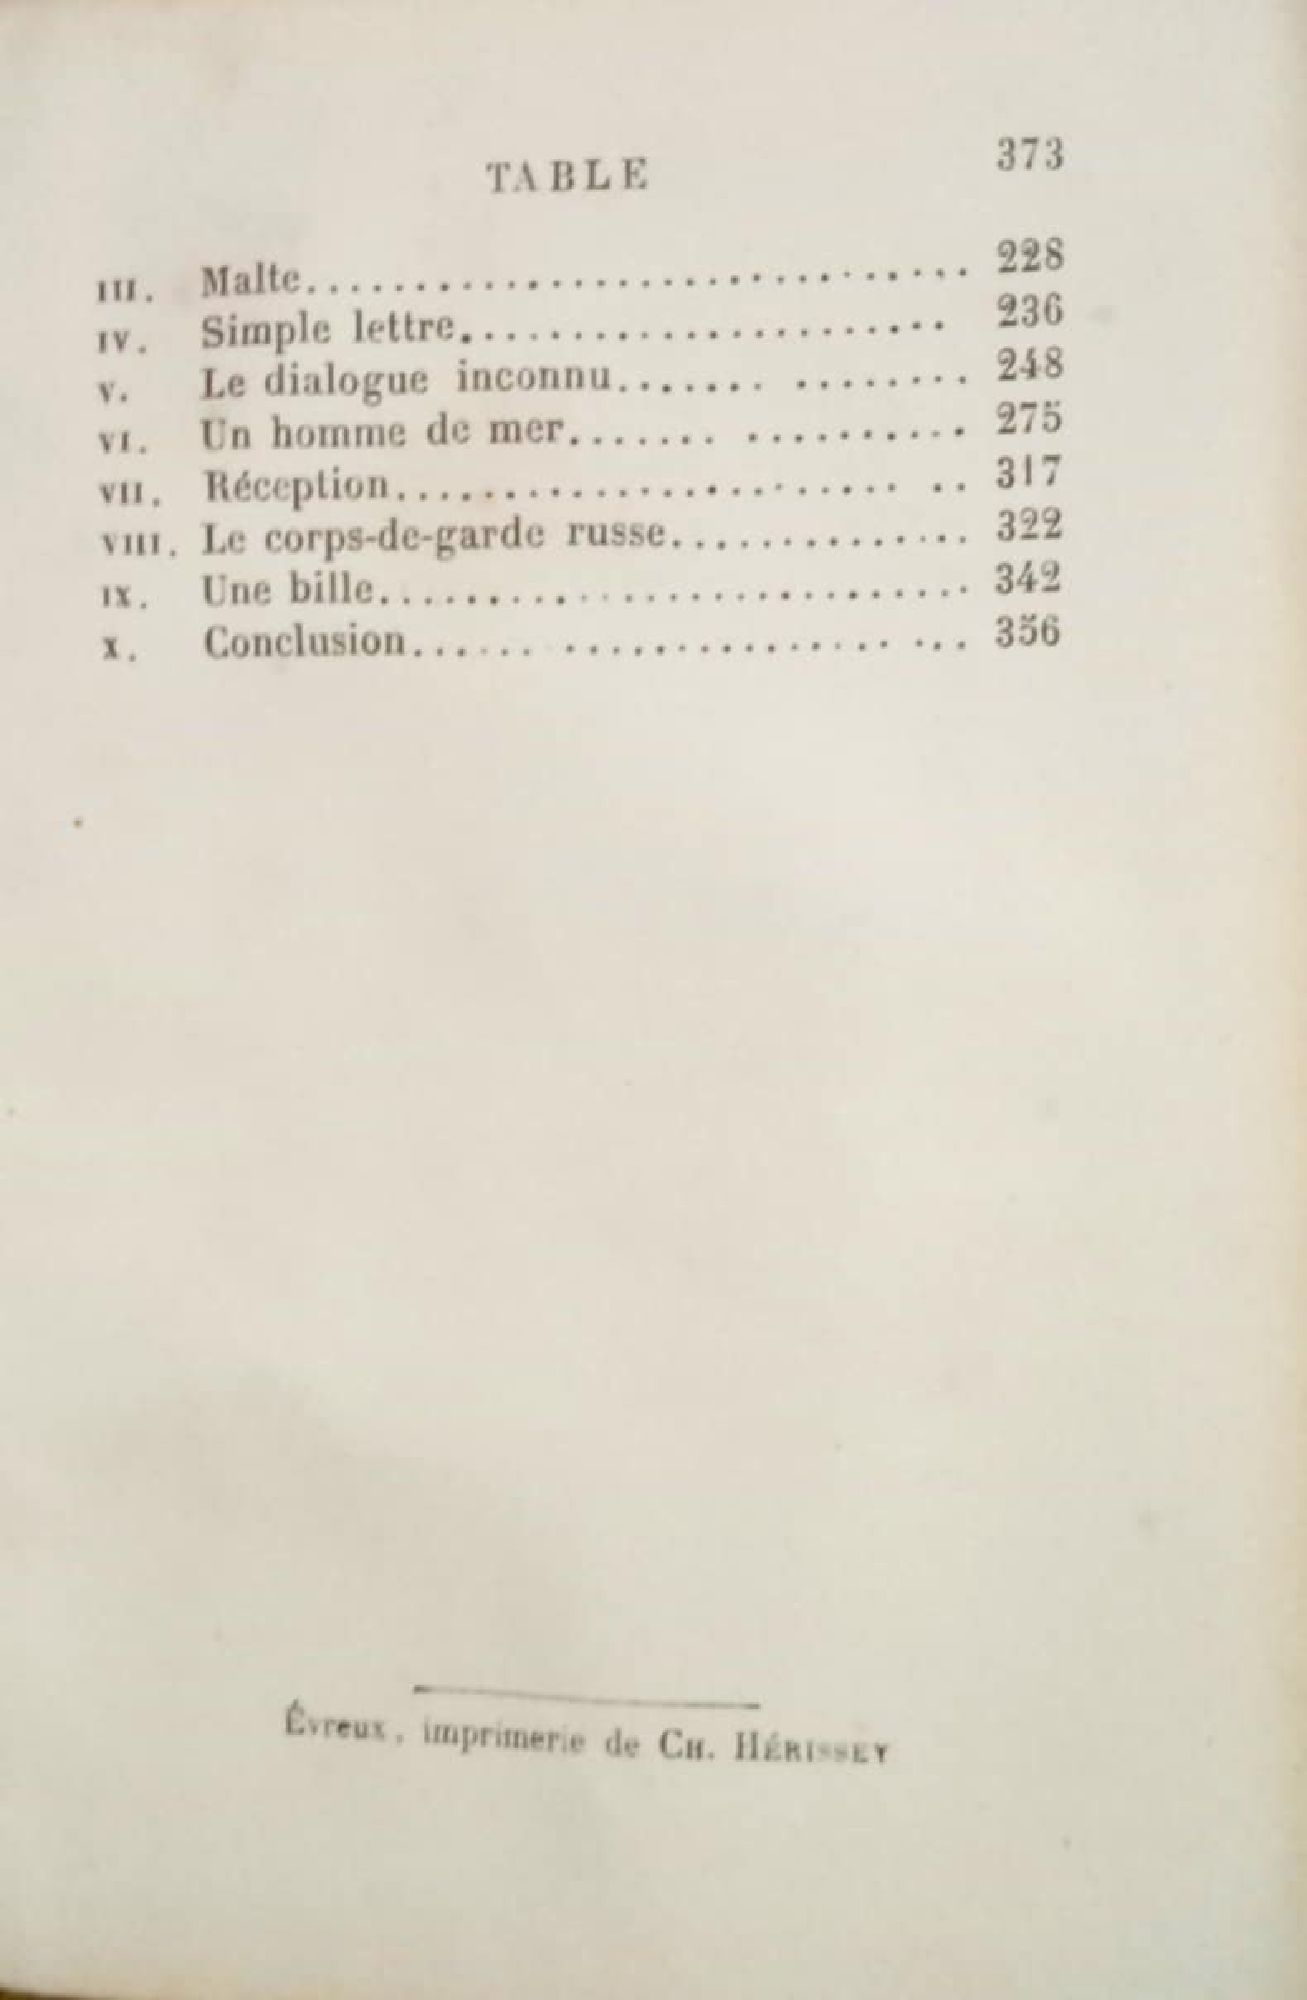 TABLE 373
III. Malte............................. 228
IV. Simple lettre...................... 236
V. Le dialogue inconnu....... ........ 248
VI. Un homme de mer....... .......... 275
VII. Réception....................... .. 317
VIII. Le corps-de-garde russe.............. 322
IX. Une bille........................... 342
X. Conclusion...... ............... ... 356
Évreux, imprimerie de CH. HÉRISSEY